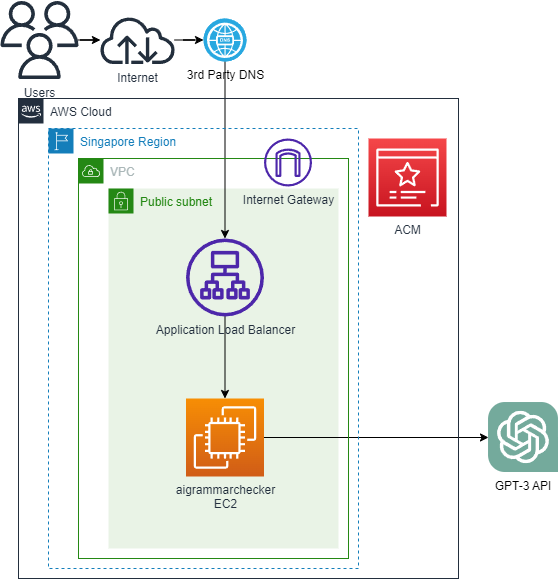 Users
Internet
DNS
3rd Party DNS
aws
AWS Cloud
Singapore Region
VPC
Internet Gateway
Public subnet
ACM
Application Load Balancer
aigrammarchecker
EC2
GPT-3 API